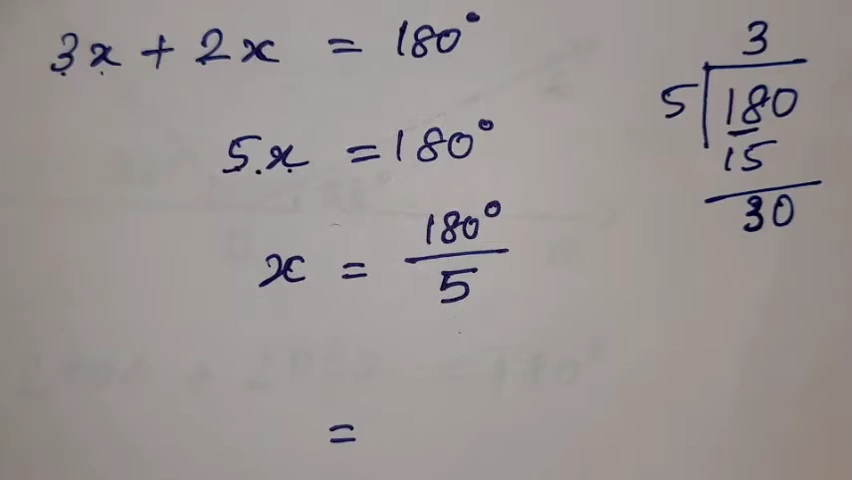 3x + 2x = 180°
5.x = 180°
x = 180°/5
=
3
5 180
15
30